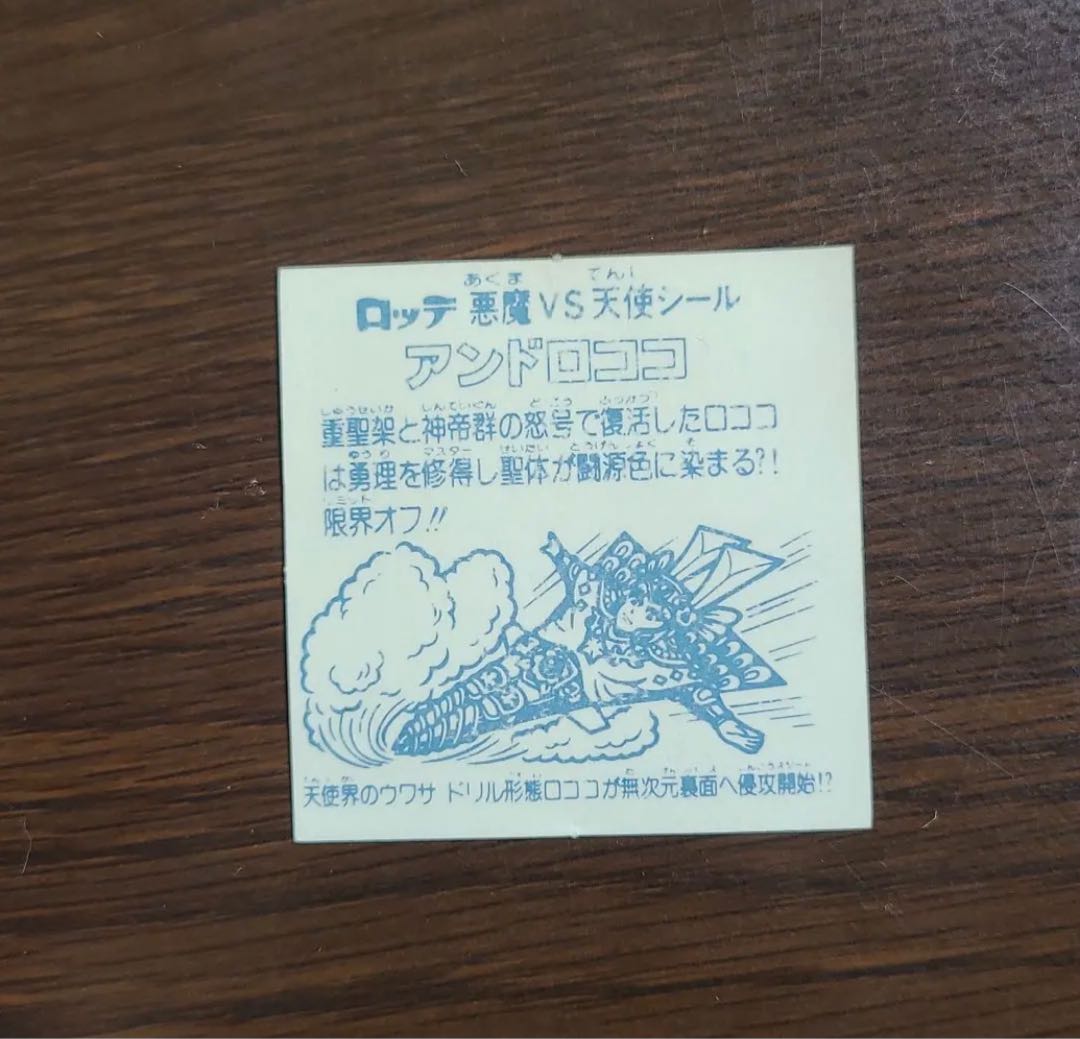 ロッテ 悪魔VS天使シール
アンドロココ
重聖架と神帝群の怒号で復活したロココ
は勇理を修得し聖体が闘源色に染まる?!
限界オフ!!
天使界のウワサ ドリル形態ロココが無次元裏面へ侵攻開始!?